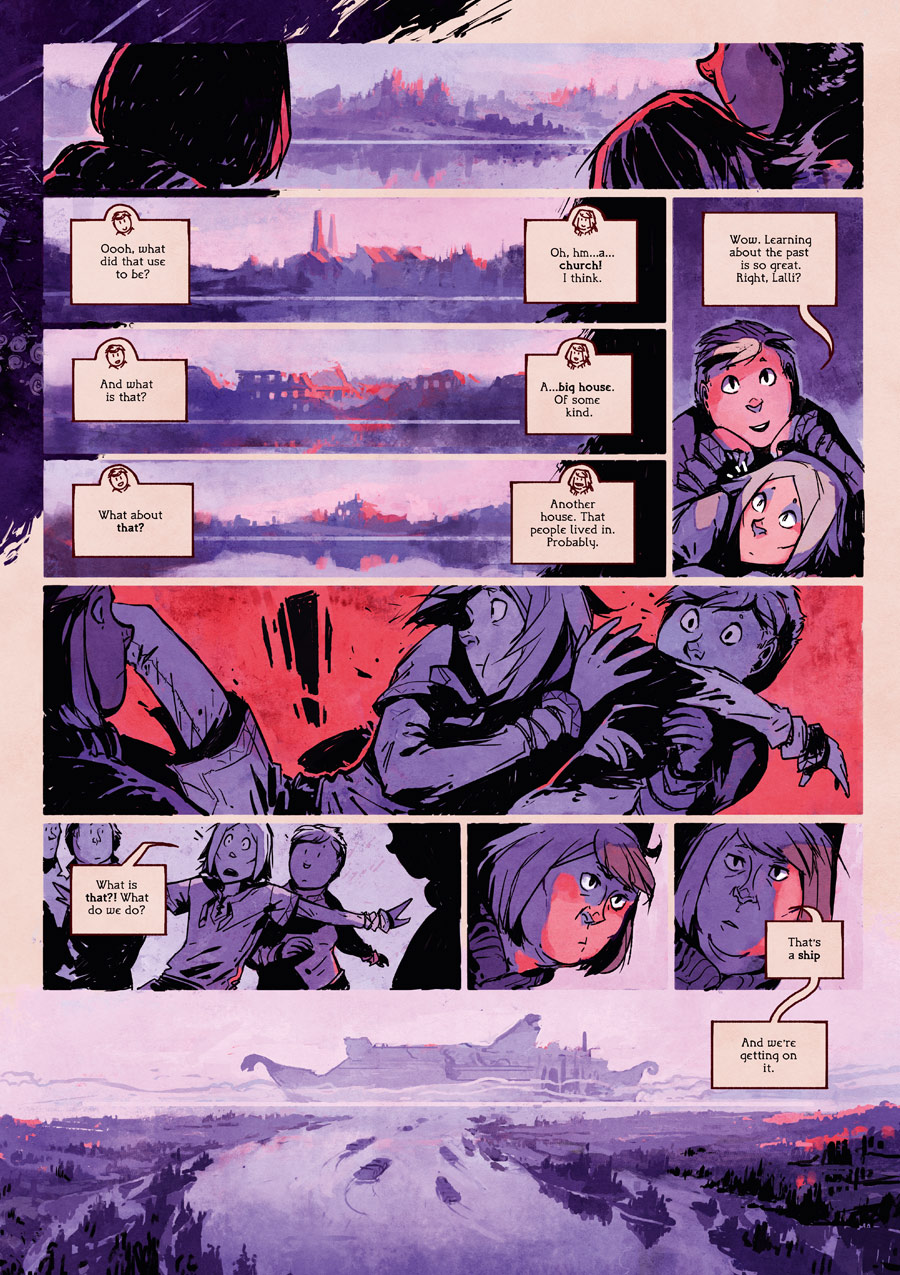 Oooh, what
did that use
to be?
Oh, hm...a...
church!
I think.
And what
is that?
A...big house.
Of some
kind.
What about
that?
Another
house. That
people lived in.
Probably.
Wow. Learning
about the past
is so great.
Right, Lalli?
!
What is
that?! What
do we do?
That's
a ship
And we're
getting on
it.